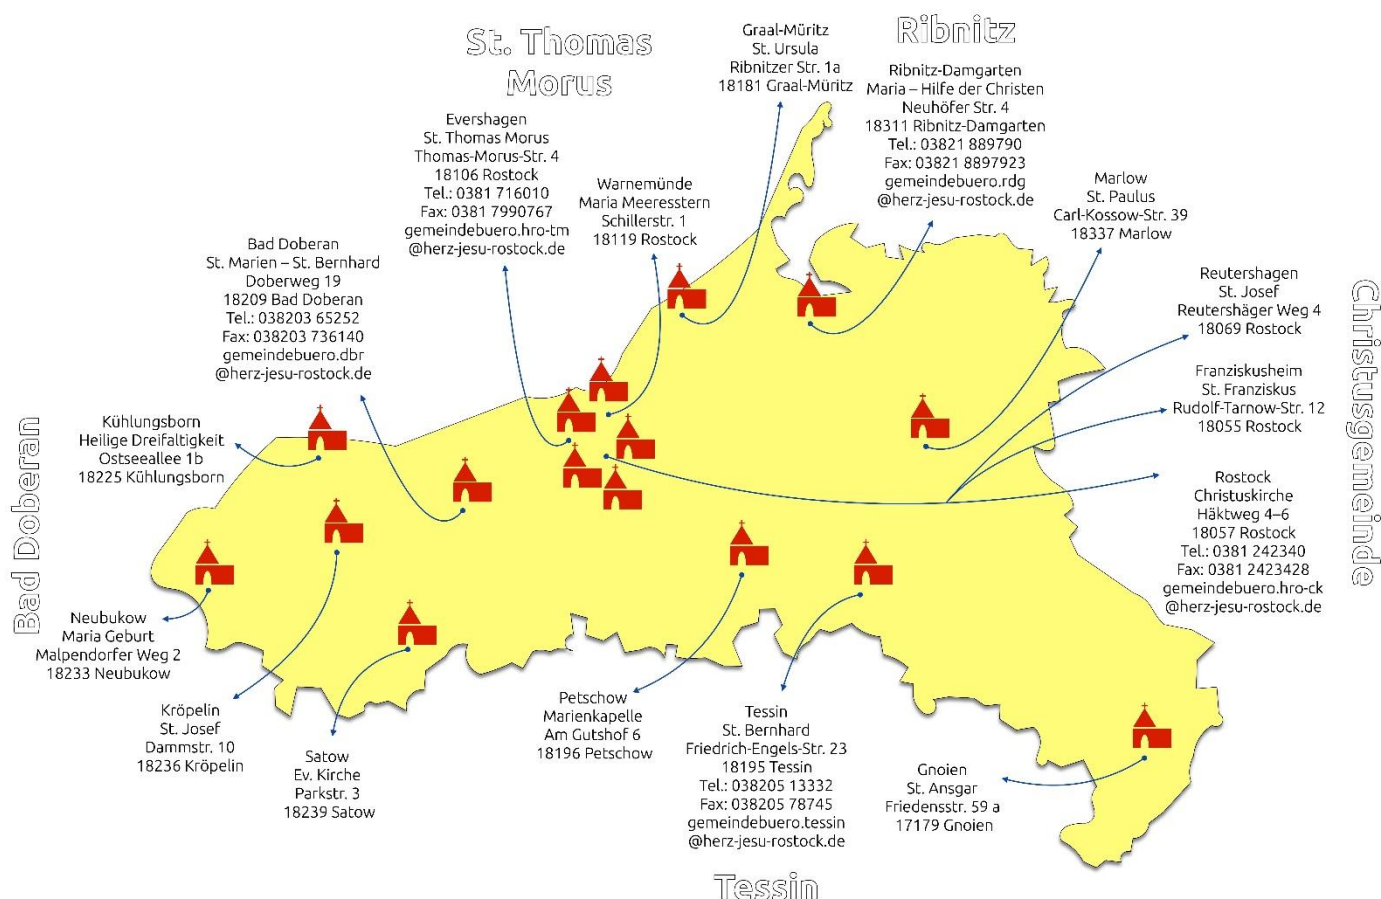 St. Thomas
Morus
Evershagen
St. Thomas Morus
Thomas-Morus-Str. 4
18106 Rostock
Tel.: 0381 716010
Fax: 0381 7990767
gemeindebuero.hro-tm
@herz-jesu-rostock.de
Warnemünde
Maria Meeresstern
Schillerstr. 1
18119 Rostock
Graal-Müritz
St. Ursula
Ribnitzer Str. 1a
18181 Graal-Müritz
Ribnitz
Ribnitz-Damgarten
Maria – Hilfe der Christen
Neuhöfer Str. 4
18311 Ribnitz-Damgarten
Tel.: 03821 889790
Fax: 03821 8897923
gemeindebuero.rdg
@herz-jesu-rostock.de
Marlow
St. Paulus
Carl-Kossow-Str. 39
18337 Marlow
Christusgemeinde
Reutershagen
St. Josef
Reutershäger Weg 4
18069 Rostock
Franziskusheim
St. Franziskus
Rudolf-Tarnow-Str. 12
18055 Rostock
Rostock
Christuskirche
Häktweg 4–6
18057 Rostock
Tel.: 0381 242340
Fax: 0381 2423428
gemeindebuero.hro-ck
@herz-jesu-rostock.de
Bad Doberan
Bad Doberan
St. Marien – St. Bernhard
Doberweg 19
18209 Bad Doberan
Tel.: 038203 65252
Fax: 038203 736140
gemeindebuero.dbr
@herz-jesu-rostock.de
Kühlungsborn
Heilige Dreifaltigkeit
Ostseeallee 1b
18225 Kühlungsborn
Neubukow
Maria Geburt
Malpendorfer Weg 2
18233 Neubukow
Kröpelin
St. Josef
Dammstr. 10
18236 Kröpelin
Satow
Ev. Kirche
Parkstr. 3
18239 Satow
Petschow
Marienkapelle
Am Gutshof 6
18196 Petschow
Tessin
St. Bernhard
Friedrich-Engels-Str. 23
18195 Tessin
Tel.: 038205 13332
Fax: 038205 78745
gemeindebuero.tessin
@herz-jesu-rostock.de
Gnoien
St. Ansgar
Friedensstr. 59 a
17179 Gnoien
Tessin